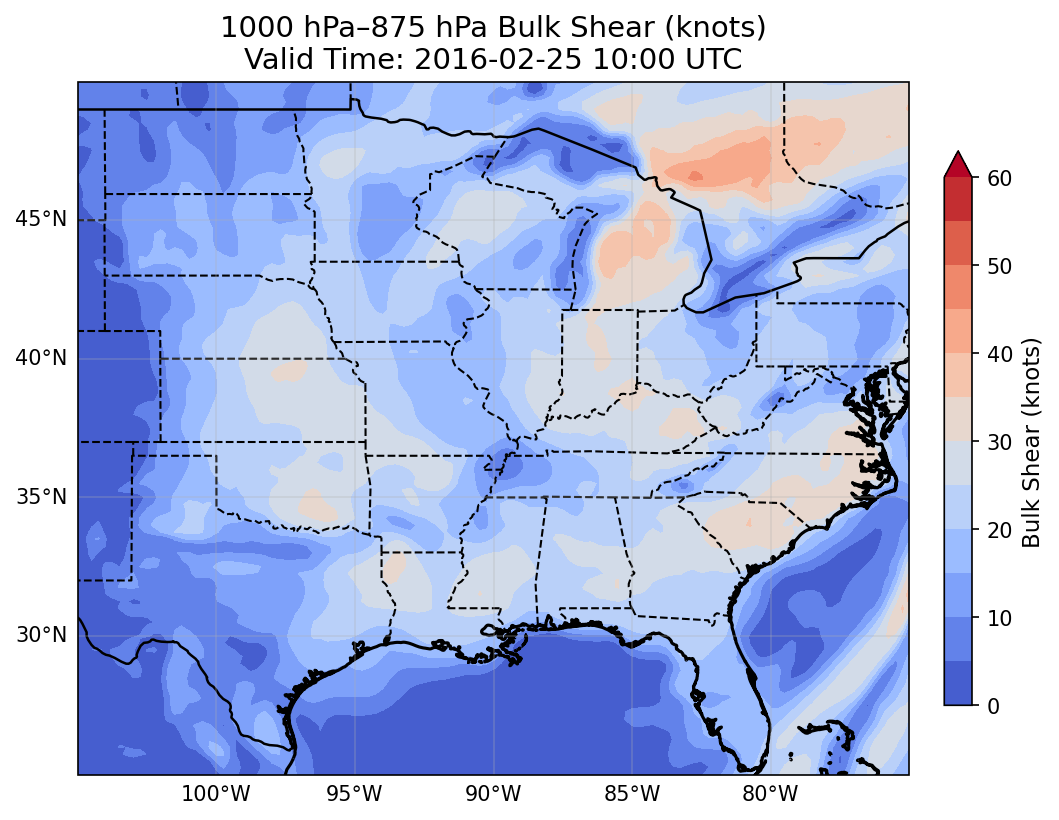 1000 hPa–875 hPa Bulk Shear (knots)
Valid Time: 2016-02-25 10:00 UTC
45°N
40°N
35°N
30°N
100°W
95°W
90°W
85°W
80°W
60
50
40
30
20
10
0
Bulk Shear (knots)